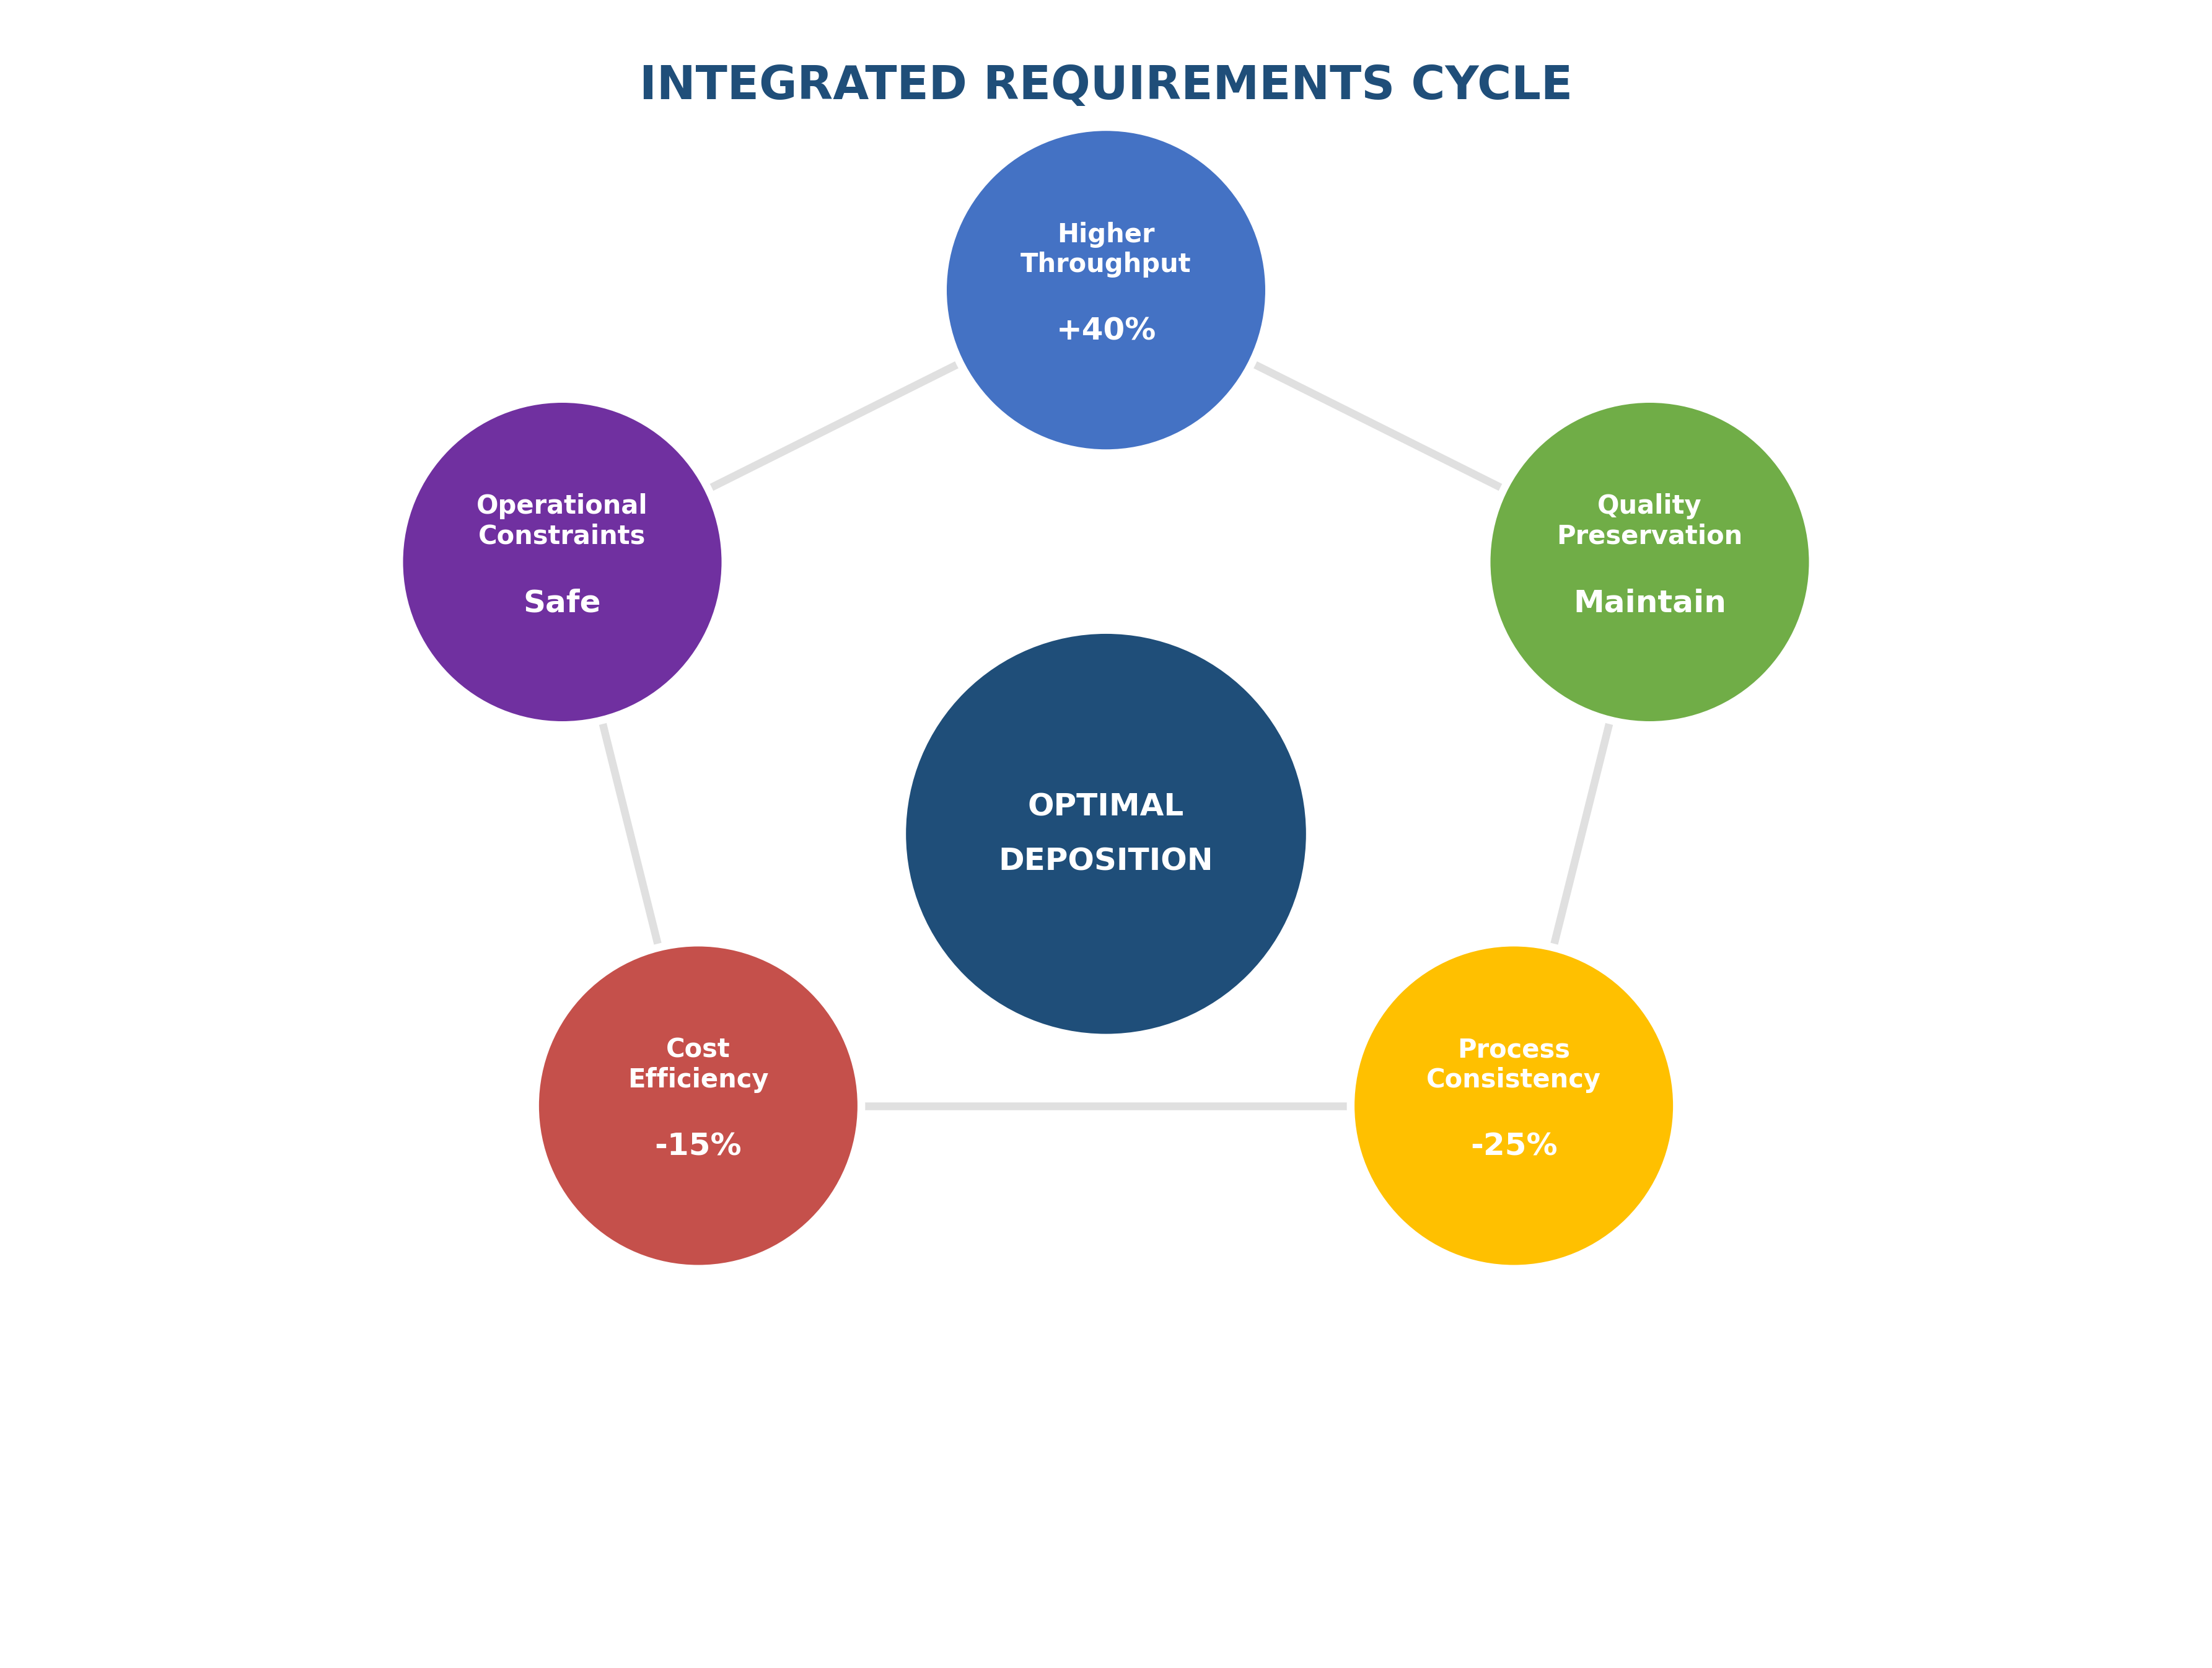 INTEGRATED REQUIREMENTS CYCLE
Higher
Throughput
+40%
Operational
Constraints
Safe
Quality
Preservation
Maintain
OPTIMAL
DEPOSITION
Cost
Efficiency
-15%
Process
Consistency
-25%